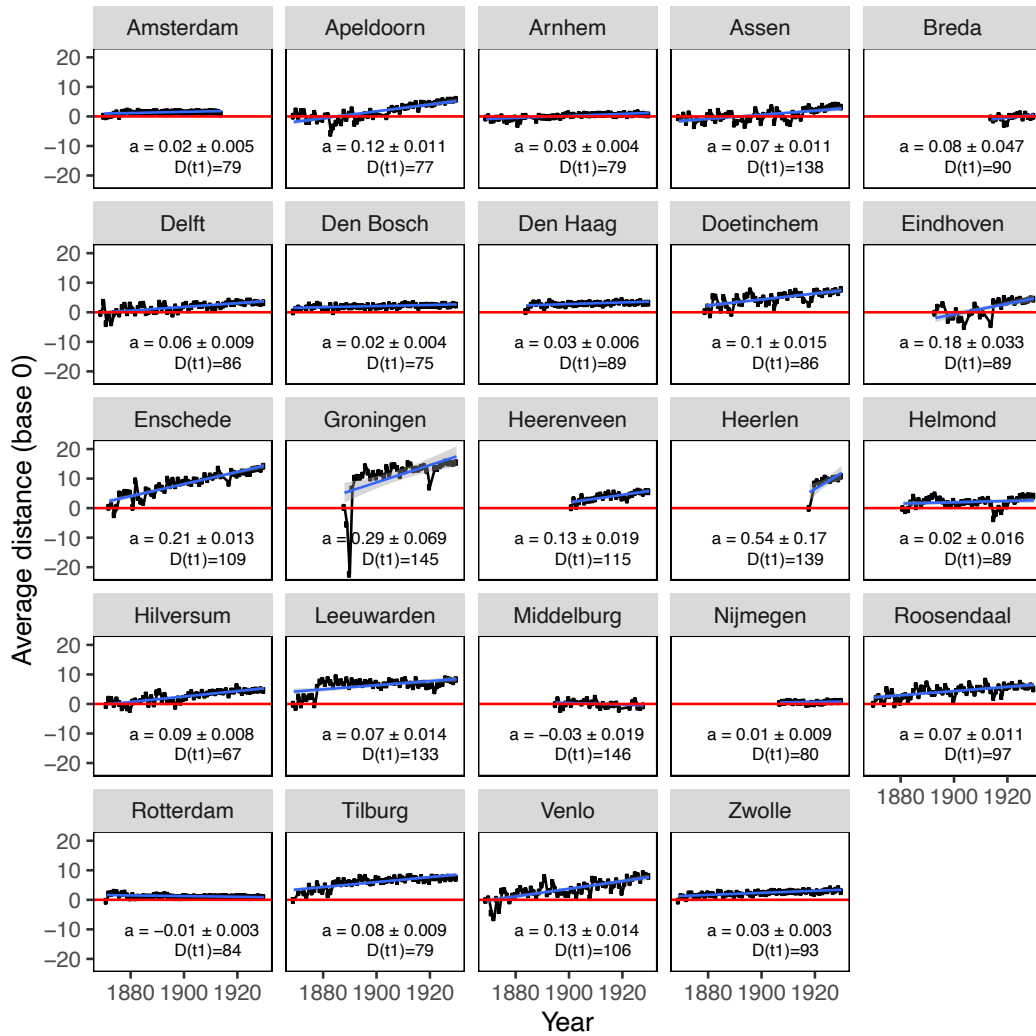 Amsterdam Apeldoorn Arnhem Assen Breda
20
10
0
−10
−20
a = 0.02 ± 0.005 a = 0.12 ± 0.011 a = 0.03 ± 0.004 a = 0.07 ± 0.011 a = 0.08 ± 0.047
D(t1)=79 D(t1)=77 D(t1)=79 D(t1)=138 D(t1)=90
Delft Den Bosch Den Haag Doetinchem Eindhoven
20
10
0
−10
−20
a = 0.06 ± 0.009 a = 0.02 ± 0.004 a = 0.03 ± 0.006 a = 0.1 ± 0.015 a = 0.18 ± 0.033
D(t1)=86 D(t1)=75 D(t1)=89 D(t1)=86 D(t1)=89
Enschede Groningen Heerenveen Heerlen Helmond
20
10
0
−10
−20
a = 0.21 ± 0.013 a = 0.29 ± 0.069 a = 0.13 ± 0.019 a = 0.54 ± 0.17 a = 0.02 ± 0.016
D(t1)=109 D(t1)=145 D(t1)=115 D(t1)=139 D(t1)=89
Hilversum Leeuwarden Middelburg Nijmegen Roosendaal
20
10
0
−10
−20
a = 0.09 ± 0.008 a = 0.07 ± 0.014 a = −0.03 ± 0.019 a = 0.01 ± 0.009 a = 0.07 ± 0.011
D(t1)=67 D(t1)=133 D(t1)=146 D(t1)=80 D(t1)=97
1880 1900 1920
Rotterdam Tilburg Venlo Zwolle
20
10
0
−10
−20
a = −0.01 ± 0.003 a = 0.08 ± 0.009 a = 0.13 ± 0.014 a = 0.03 ± 0.003
D(t1)=84 D(t1)=79 D(t1)=106 D(t1)=93
1880 1900 1920 1880 1900 1920 1880 1900 1920 1880 1900 1920
Year
Average distance (base 0)